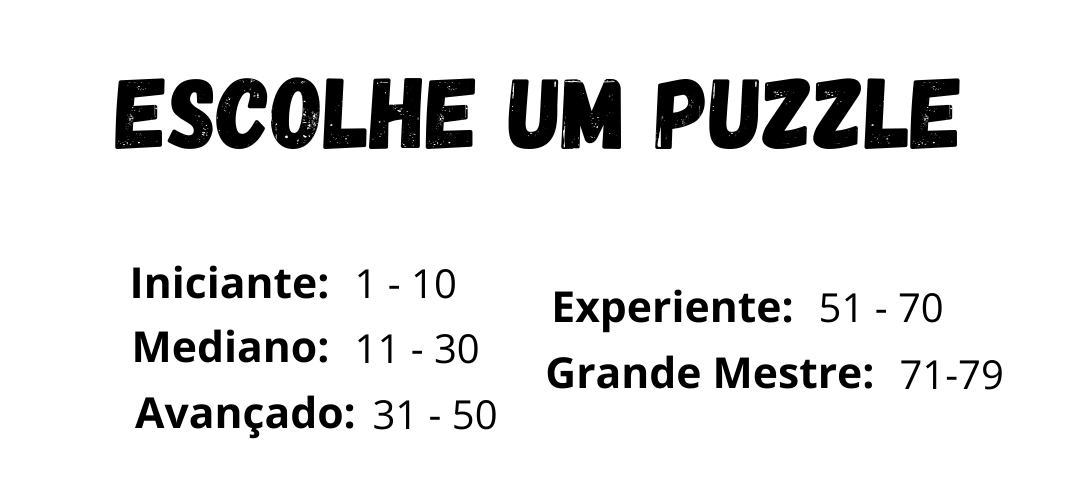 ESCOLHE UM PUZZLE
Iniciante: 1 - 10
Mediano: 11 - 30
Avançado: 31 - 50
Experiente: 51 - 70
Grande Mestre: 71-79